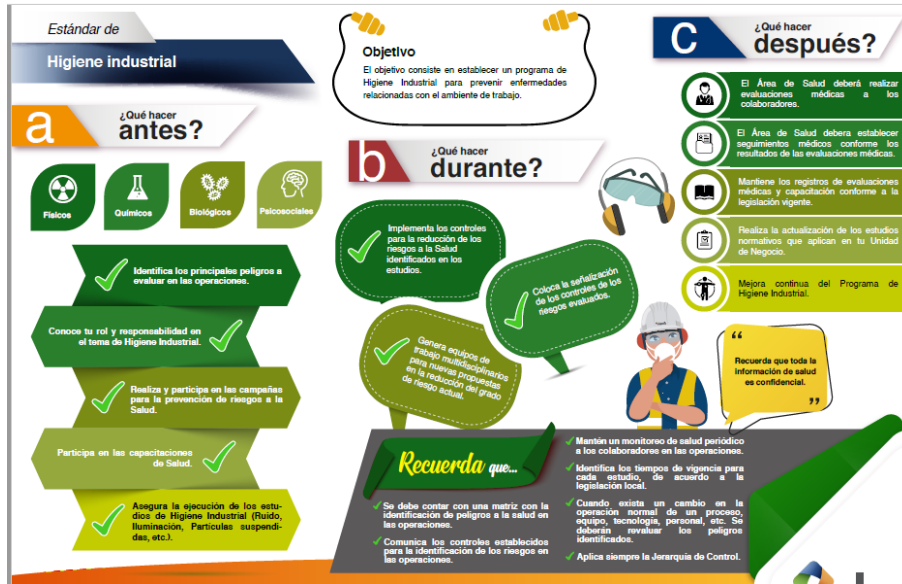 Estándar de
Higiene industrial
a
¿Qué hacer
antes?
Físicos
Químicos
Biológicos
Psicosociales
Identifica los principales peligros a
evaluar en las operaciones.
Conoce tu rol y responsabilidad en
el tema de Higiene Industrial.
Realiza y participa en las campañas
para la prevención de riesgos a la
Salud.
Participa en las capacitaciones
de Salud.
Asegura la ejecución de los estu-
dios de Higiene Industrial (Ruido,
Iluminación, Partículas suspendi-
das, etc.).
Objetivo
El objetivo consiste en establecer un programa de
Higiene Industrial para prevenir enfermedades
relacionadas con el ambiente de trabajo.
b
¿Qué hacer
durante?
Implementa los controles
para la reducción de los
riesgos a la Salud
identificados en los
estudios.
Coloca la señalización
de los controles de los
riesgos evaluados.
Genera equipos de
trabajo multidisciplinarios
para nuevas propuestas
en la reducción del grado
de riesgo actual.
C
¿Qué hacer
después?
El Área de Salud deberá realizar
evaluaciones médicas a los
colaboradores.
El Área de Salud debera establecer
seguimientos médicos conforme los
resultados de las evaluaciones médicas.
Mantiene los registros de evaluaciones
médicas y capacitación conforme a la
legislación vigente.
Realiza la actualización de los estudios
normativos que aplican en tu Unidad
de Negocio.
Mejora continua del Programa de
Higiene Industrial.
“
Recuerda que toda la
información de salud
es confidencial.
”
Recuerda que...
Se debe contar con una matriz con la
identificación de peligros a la salud en
las operaciones.
Comunica los controles establecidos
para la identificación de los riesgos en
las operaciones.
Mantén un monitoreo de salud periódico
a los colaboradores en las operaciones.
Identifica los tiempos de vigencia para
cada estudio, de acuerdo a la
legislación local.
Cuando exista un cambio en la
operación normal de un proceso,
equipo, tecnología, personal, etc. Se
deberán revaluar los peligros
identificados.
Aplica siempre la Jerarquía de Control.